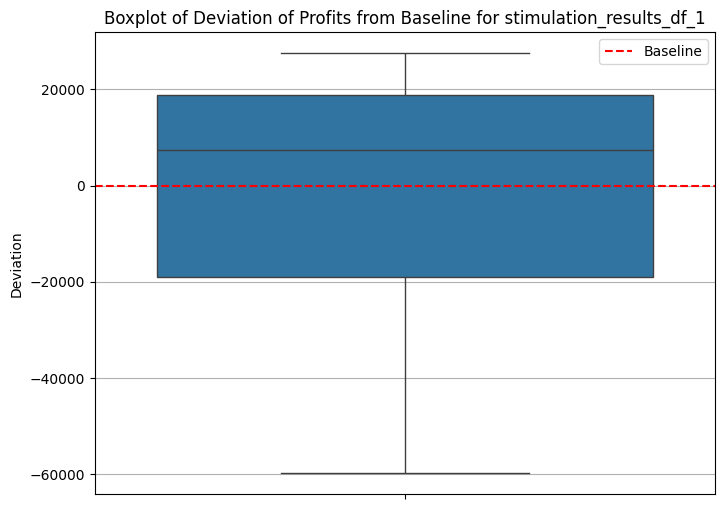 Boxplot of Deviation of Profits from Baseline for stimulation_results_df_1
Baseline
20000
0
−20000
−40000
−60000
Deviation